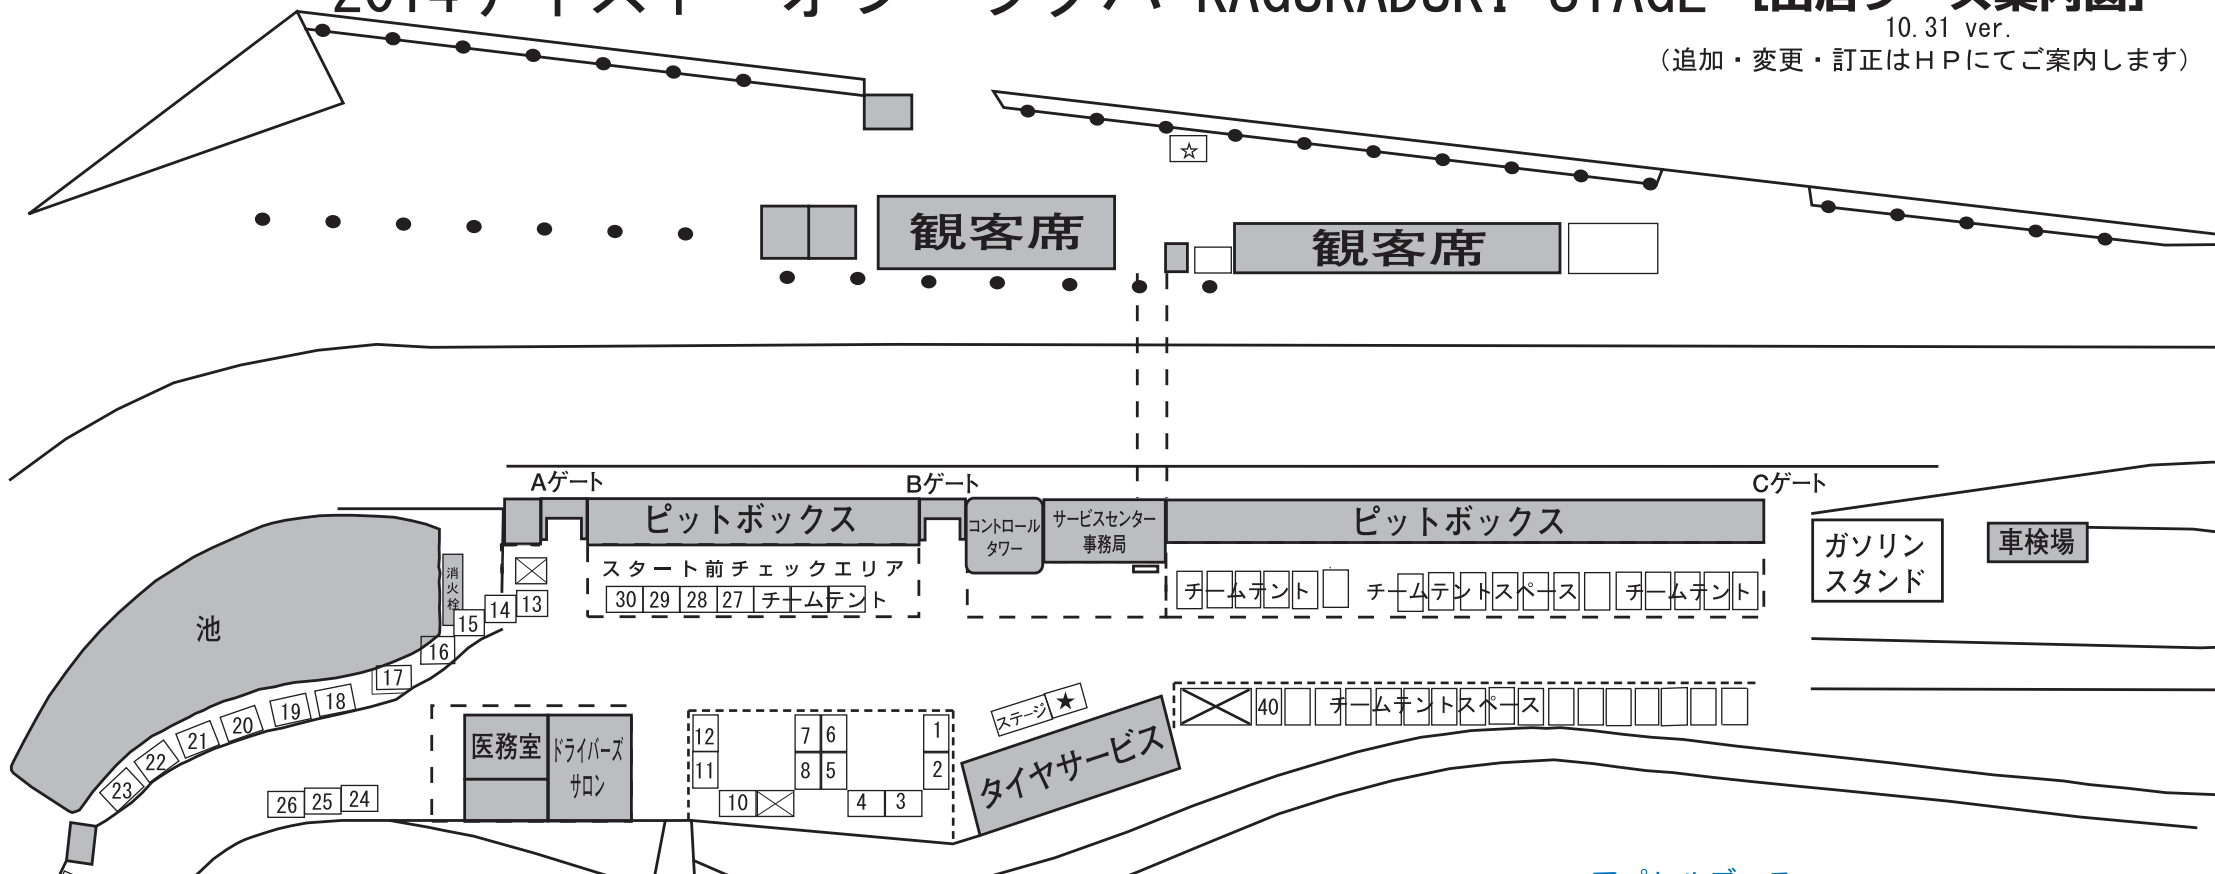 KAGURADUKI STAGE
10.31 ver.
（追加・変更・訂正はＨＰにてご案内します）
☆
観客席
観客席
Aゲート
Bゲート
Cゲート
ピットボックス
コントロール
タワー
サービスセンター
事務局
ピットボックス
ガソリン
スタンド
車検場
消火栓
スタート前チェックエリア
30 29 28 27 チームテント
チームテント
チームテントスペース
チームテント
池
13
14
15
16
17
18
19
20
21
22
23
24
25
26
医務室
ドライバーズ
サロン
12
11
10
7 6
8 5
4 3
1
2
ステージ ★
タイヤサービス
40 チームテントスペース